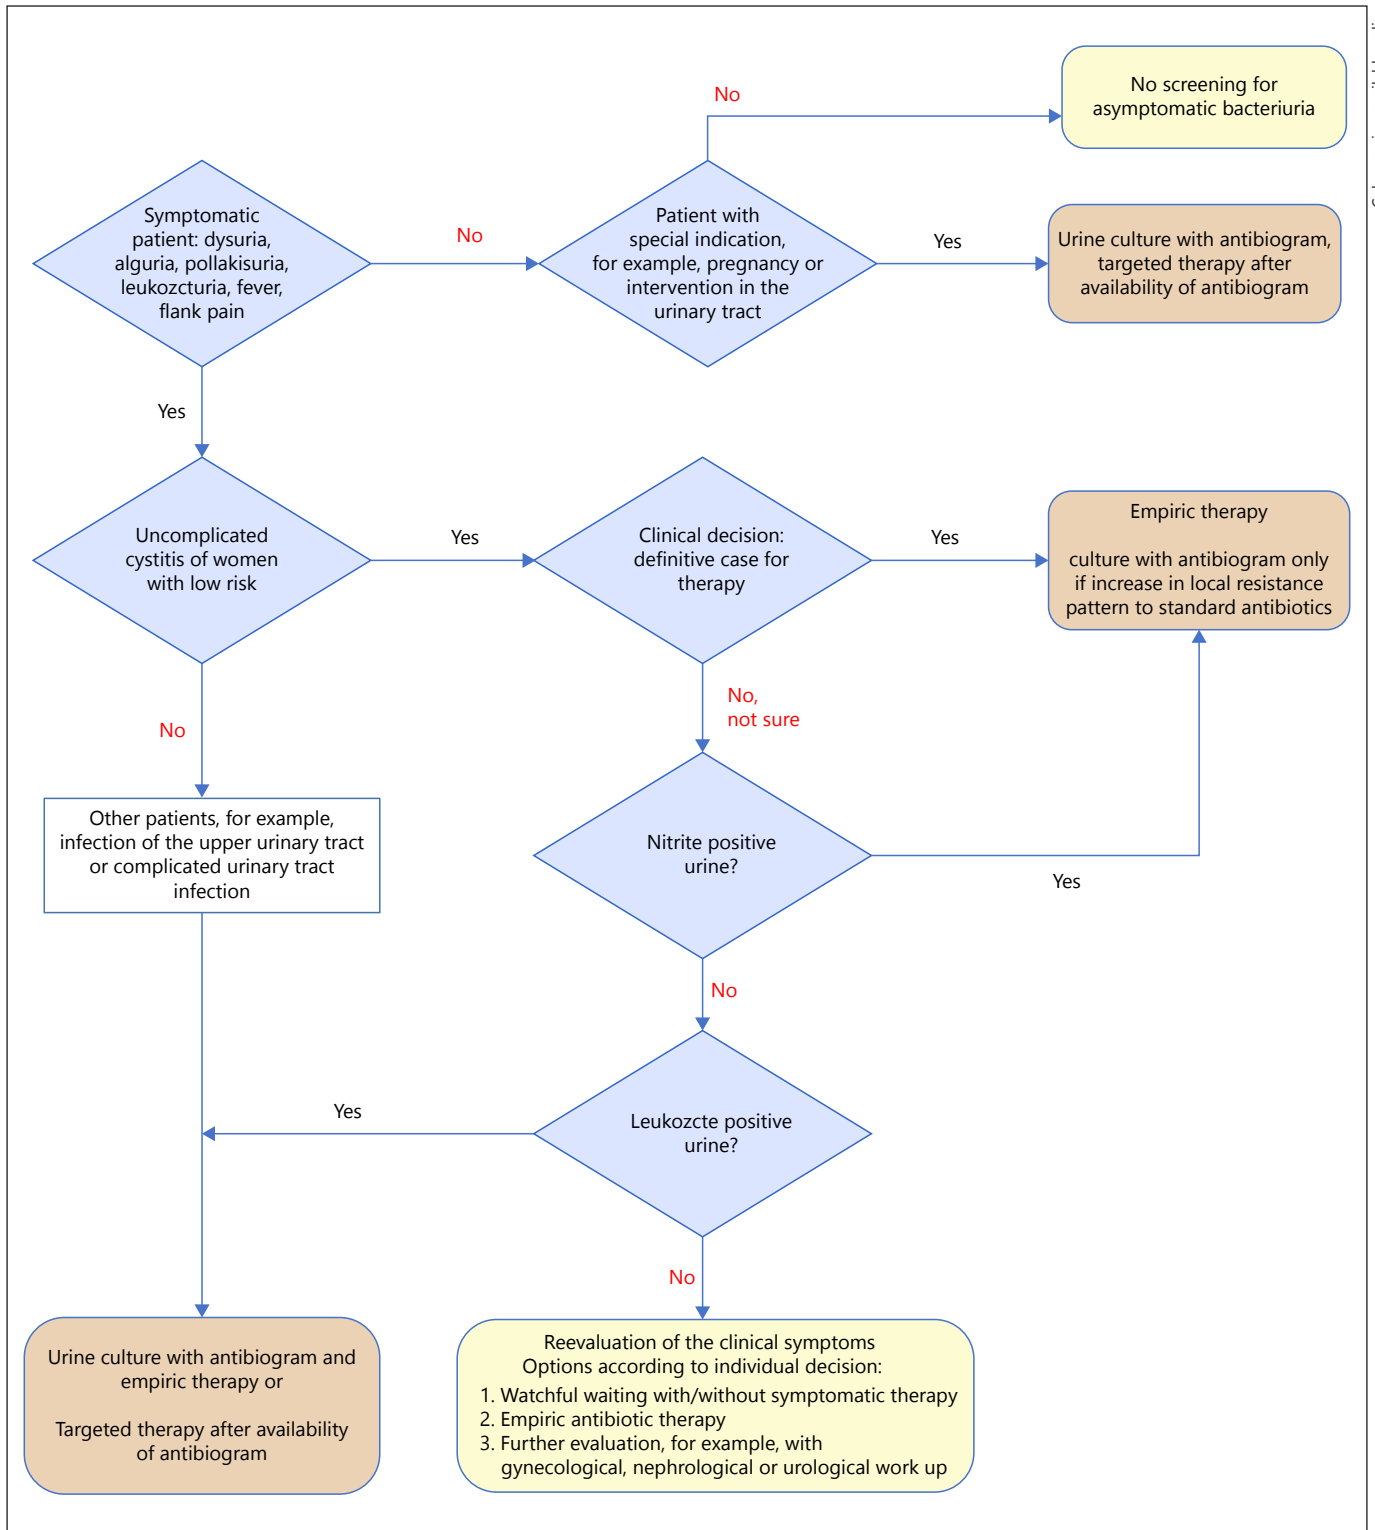 No
No screening for
asymptomatic bacteriuria
Symptomatic
patient: dysuria,
alguria, pollakisuria,
leukozcturia, fever,
flank pain
No
Patient with
special indication,
for example, pregnancy or
intervention in the
urinary tract
Yes
Urine culture with antibiogram,
targeted therapy after
availability of antibiogram
Yes
Uncomplicated
cystitis of women
with low risk
Yes
Clinical decision:
definitive case for
therapy
Yes
Empiric therapy
culture with antibiogram only
if increase in local resistance
pattern to standard antibiotics
No
No,
not sure
Other patients, for example,
infection of the upper urinary tract
or complicated urinary tract
infection
Nitrite positive
urine?
Yes
No
Yes
Leukozcte positive
urine?
No
Urine culture with antibiogram and
empiric therapy or
Targeted therapy after availability
of antibiogram
Reevaluation of the clinical symptoms
Options according to individual decision:
1. Watchful waiting with/without symptomatic therapy
2. Empiric antibiotic therapy
3. Further evaluation, for example, with
gynecological, nephrological or urological work up